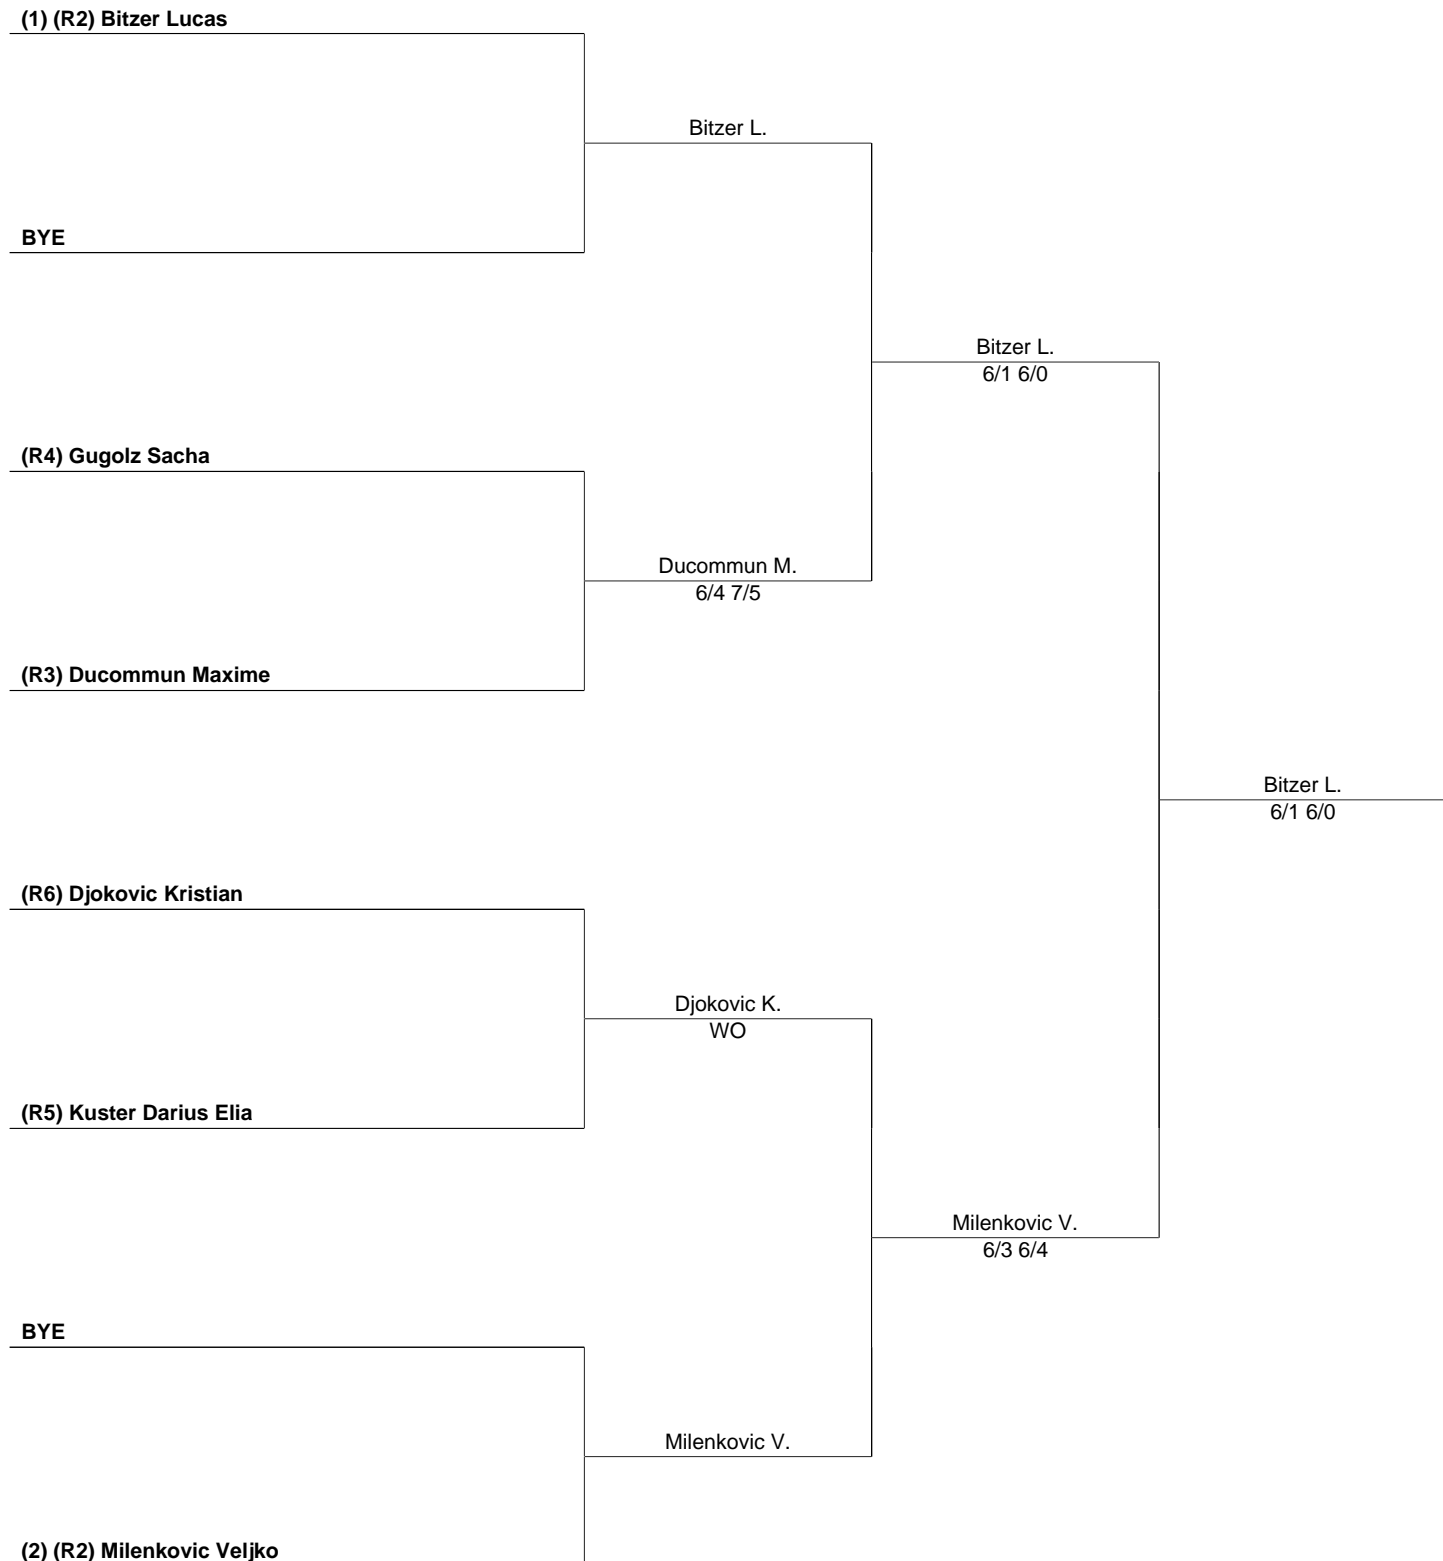 (1) (R2) Bitzer Lucas
Bitzer L.
BYE
Bitzer L.
6/1 6/0
(R4) Gugolz Sacha
Ducommun M.
6/4 7/5
(R3) Ducommun Maxime
Bitzer L.
6/1 6/0
(R6) Djokovic Kristian
Djokovic K.
WO
(R5) Kuster Darius Elia
Milenkovic V.
6/3 6/4
BYE
Milenkovic V.
(2) (R2) Milenkovic Veljko